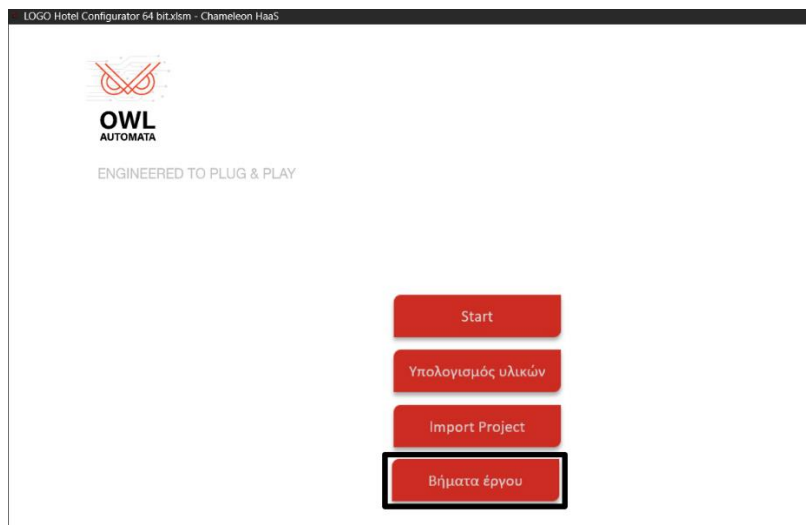 LOGO Hotel Configurator 64 bit.xlsm - Chameleon HaaS
OWL
AUTOMATA
ENGINEERED TO PLUG & PLAY
Start
Υπολογισμός υλικών
Import Project
Βήματα έργου